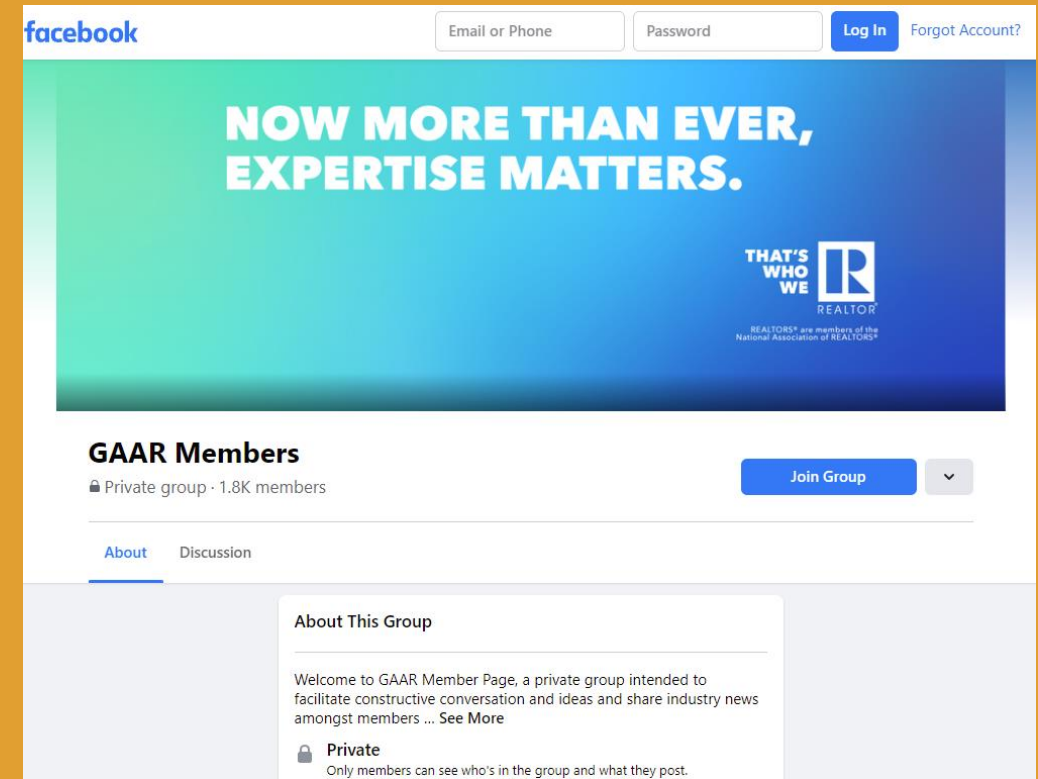 facebook
Email or Phone
Password
Log In
Forgot Account?
NOW MORE THAN EVER,
EXPERTISE MATTERS.
THAT'S
WHO
WE
R
REALTOR®
REALTORS® are members of the
National Association of REALTORS®
GAAR Members
Private group · 1.8K members
Join Group
About
Discussion
About This Group
Welcome to GAAR Member Page, a private group intended to
facilitate constructive conversation and ideas and share industry news
amongst members ... See More
Private
Only members can see who's in the group and what they post.